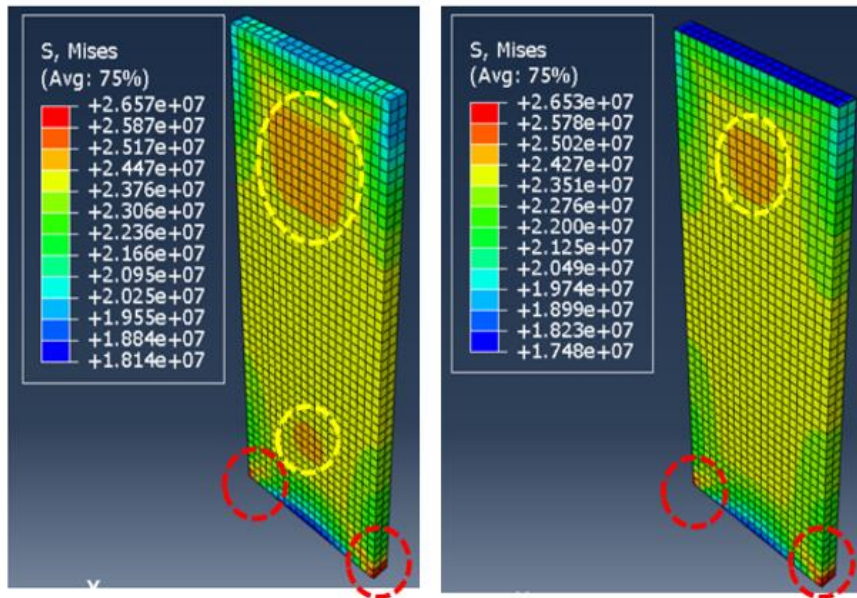 S, Mises
(Avg: 75%)
+2.657e+07
+2.587e+07
+2.517e+07
+2.447e+07
+2.376e+07
+2.306e+07
+2.236e+07
+2.166e+07
+2.095e+07
+2.025e+07
+1.955e+07
+1.884e+07
+1.814e+07
S, Mises
(Avg: 75%)
+2.653e+07
+2.578e+07
+2.502e+07
+2.427e+07
+2.351e+07
+2.276e+07
+2.200e+07
+2.125e+07
+2.049e+07
+1.974e+07
+1.899e+07
+1.823e+07
+1.748e+07